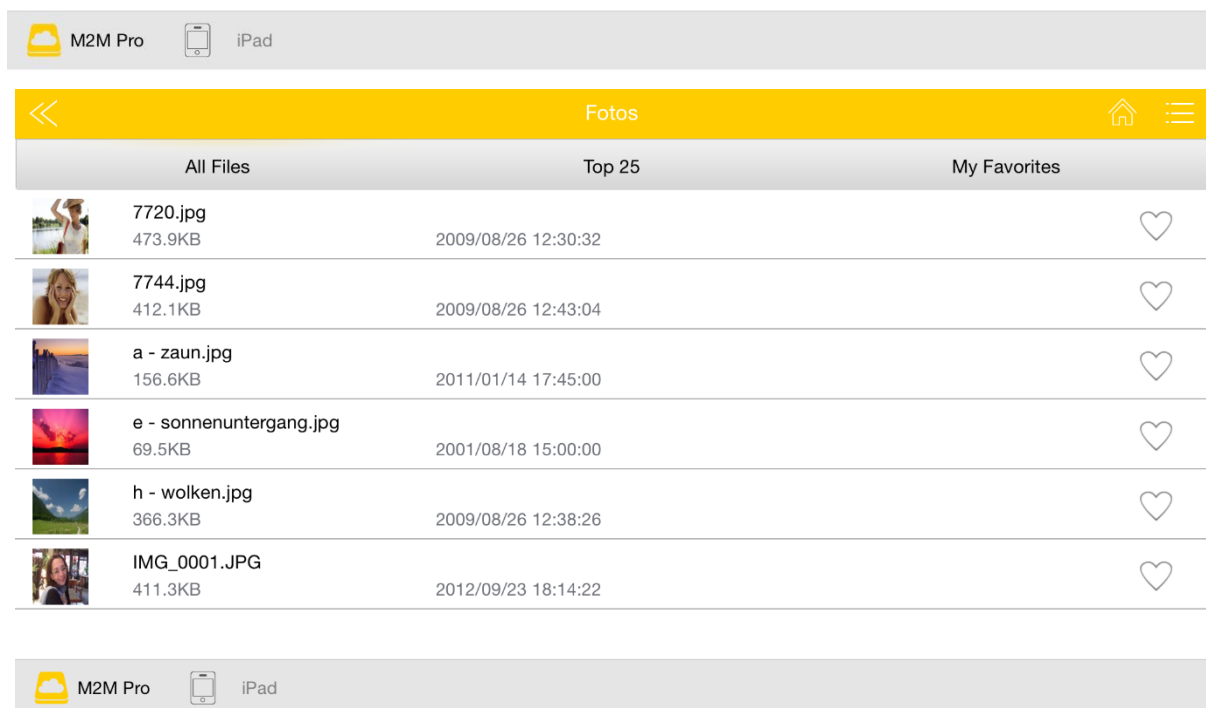 M2M Pro iPad
Fotos
All Files Top 25 My Favorites
7720.jpg
473.9KB 2009/08/26 12:30:32
7744.jpg
412.1KB 2009/08/26 12:43:04
a - zaun.jpg
156.6KB 2011/01/14 17:45:00
e - sonnenuntergang.jpg
69.5KB 2001/08/18 15:00:00
h - wolken.jpg
366.3KB 2009/08/26 12:38:26
IMG_0001.JPG
411.3KB 2012/09/23 18:14:22
M2M Pro iPad